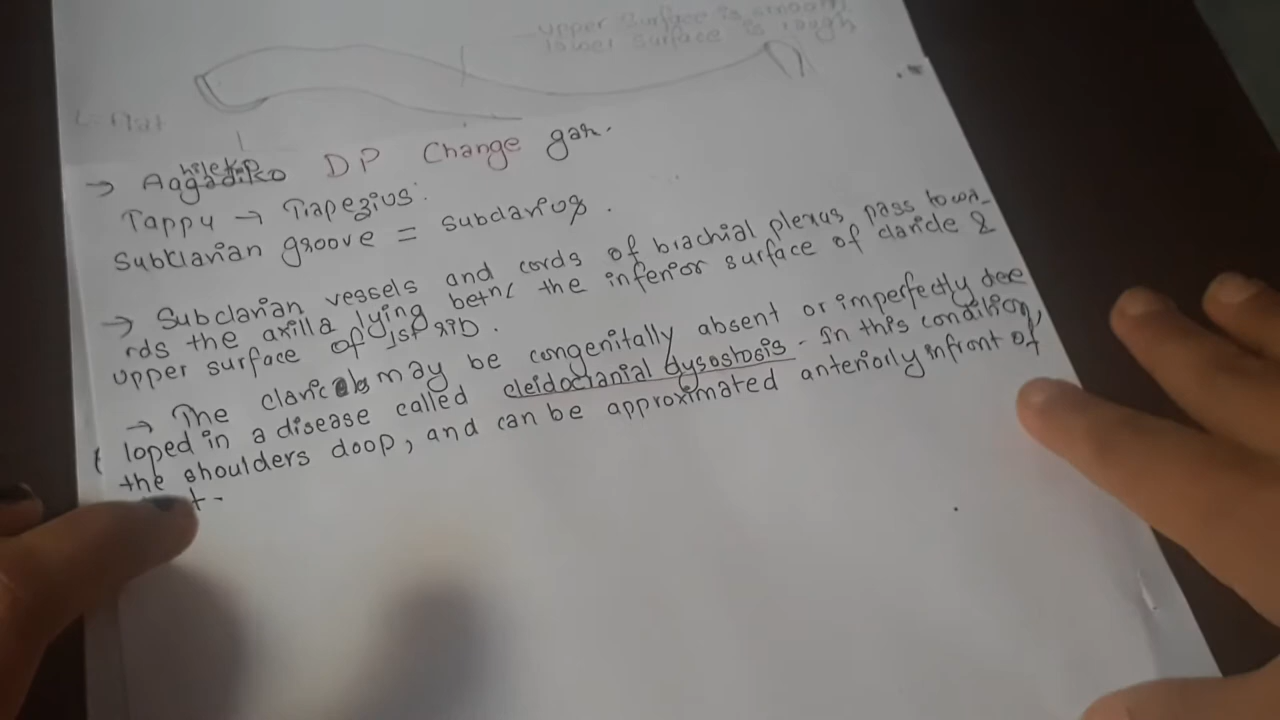 upper surface is smooth
lower surface is rough
L = Flat
→ DP Change gar.
Tappu → Trapezius.
Subklavian groove = subclavius.
→ Subclavian vessels and cords of brachial plexus pass towa-
rds the axilla lying betn the inferior surface of clavicle &
upper surface of 1st rib.
→ The clavicle may be congenitally absent or imperfectly deve
loped in a disease called cleidocranial dysostosis. In this condition,
the shoulders doop, and can be approximated anteriorly infront of